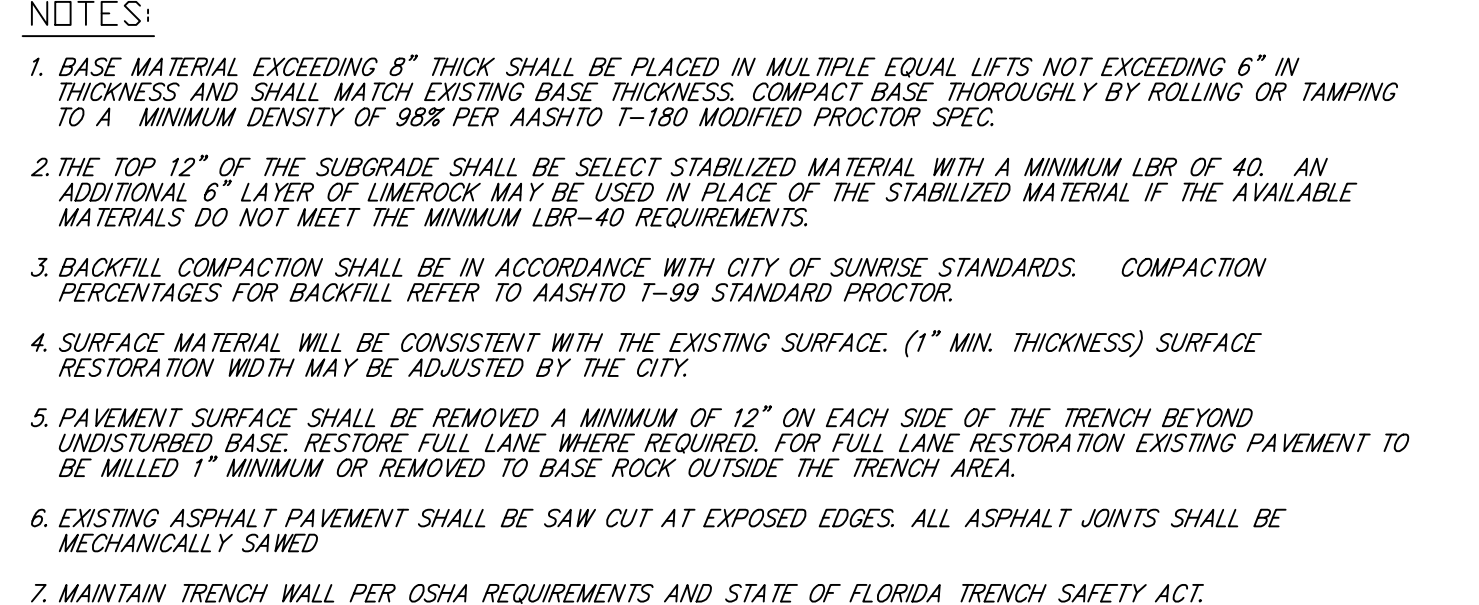 NOTES:
1. BASE MATERIAL EXCEEDING 8" THICK SHALL BE PLACED IN MULTIPLE EQUAL LIFTS NOT EXCEEDING 6" IN
THICKNESS AND SHALL MATCH EXISTING BASE THICKNESS. COMPACT BASE THOROUGHLY BY ROLLING OR TAMPING
TO A MINIMUM DENSITY OF 98% PER AASHTO T-180 MODIFIED PROCTOR SPEC.
2. THE TOP 12" OF THE SUBGRADE SHALL BE SELECT STABILIZED MATERIAL WITH A MINIMUM LBR OF 40. AN
ADDITIONAL 6" LAYER OF LIMEROCK MAY BE USED IN PLACE OF THE STABILIZED MATERIAL IF THE AVAILABLE
MATERIALS DO NOT MEET THE MINIMUM LBR-40 REQUIREMENTS.
3. BACKFILL COMPACTION SHALL BE IN ACCORDANCE WITH CITY OF SUNRISE STANDARDS. COMPACTION
PERCENTAGES FOR BACKFILL REFER TO AASHTO T-99 STANDARD PROCTOR.
4. SURFACE MATERIAL WILL BE CONSISTENT WITH THE EXISTING SURFACE. (1" MIN. THICKNESS) SURFACE
RESTORATION WIDTH MAY BE ADJUSTED BY THE CITY.
5. PAVEMENT SURFACE SHALL BE REMOVED A MINIMUM OF 12" ON EACH SIDE OF THE TRENCH BEYOND
UNDISTURBED BASE. RESTORE FULL LANE WHERE REQUIRED. FOR FULL LANE RESTORATION EXISTING PAVEMENT TO
BE MILLED 1" MINIMUM OR REMOVED TO BASE ROCK OUTSIDE THE TRENCH AREA.
6. EXISTING ASPHALT PAVEMENT SHALL BE SAW CUT AT EXPOSED EDGES. ALL ASPHALT JOINTS SHALL BE
MECHANICALLY SAWED
7. MAINTAIN TRENCH WALL PER OSHA REQUIREMENTS AND STATE OF FLORIDA TRENCH SAFETY ACT.